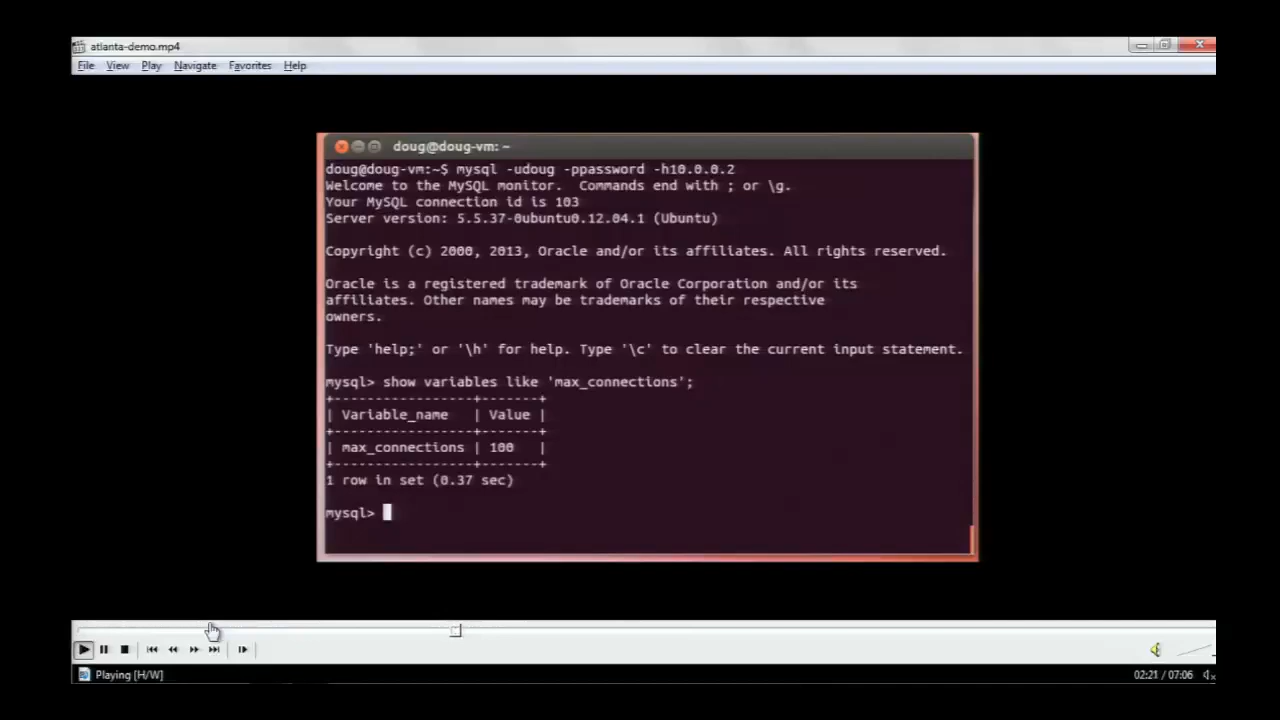 atlanta-demo.mp4
File View Play Navigate Favorites Help
doug@doug-vm: ~
doug@doug-vm:~$ mysql -udoug -ppassword -h10.0.0.2
Welcome to the MySQL monitor.  Commands end with ; or \g.
Your MySQL connection id is 103
Server version: 5.5.37-0ubuntu0.12.04.1 (Ubuntu)
Copyright (c) 2000, 2013, Oracle and/or its affiliates. All rights reserved.
Oracle is a registered trademark of Oracle Corporation and/or its
affiliates. Other names may be trademarks of their respective
owners.
Type 'help;' or '\h' for help. Type '\c' to clear the current input statement.
mysql> show variables like 'max_connections';
+-----------------+-------+
| Variable_name   | Value |
+-----------------+-------+
| max_connections | 100   |
+-----------------+-------+
1 row in set (0.37 sec)
mysql>
Playing [H/W] 02:21 / 07:06